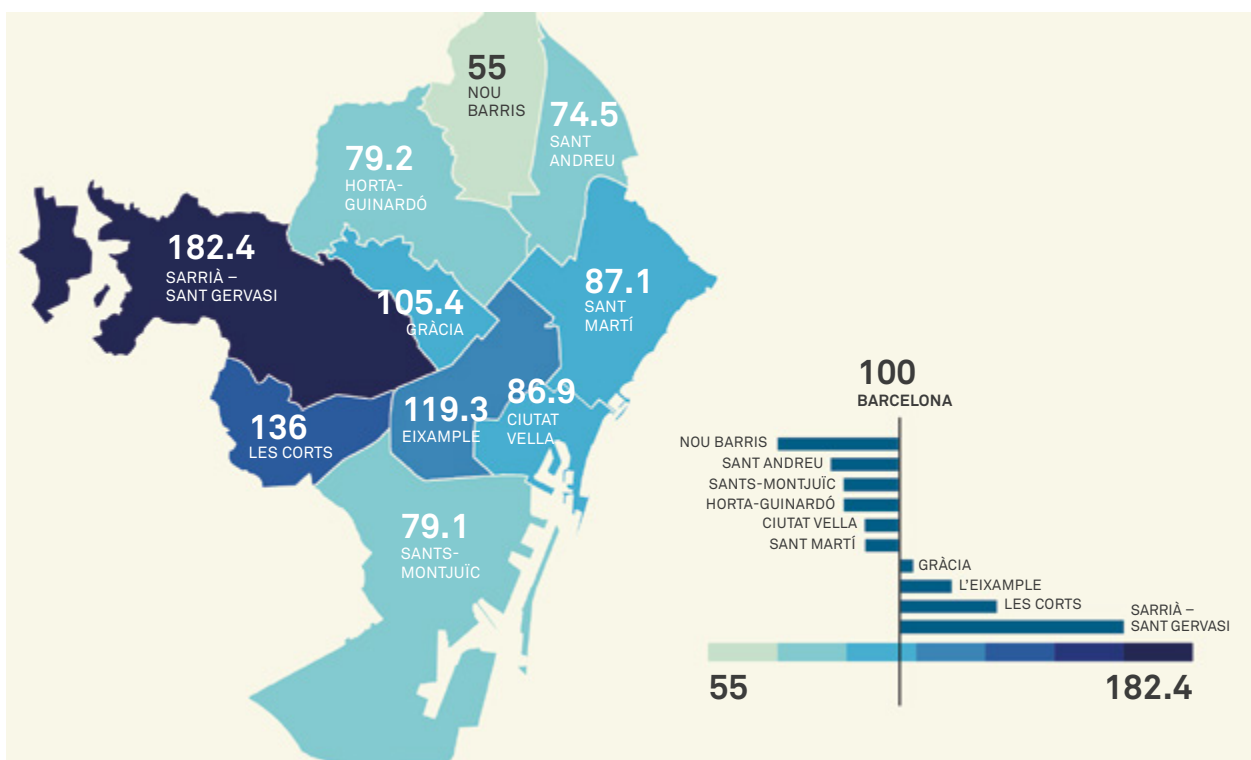 55
NOU
BARRIS
74.5
SANT
ANDREU
79.2
HORTA-
GUINARDÓ
182.4
SARRIÀ –
SANT GERVASI
105.4
GRÀCIA
87.1
SANT
MARTÍ
136
LES CORTS
119.3
EIXAMPLE
86.9
CIUTAT
VELLA
79.1
SANTS-
MONTJUÏC
100
BARCELONA
NOU BARRIS
SANT ANDREU
SANTS-MONTJUÏC
HORTA-GUINARDÓ
CIUTAT VELLA
SANT MARTÍ
GRÀCIA
L'EIXAMPLE
LES CORTS
SARRIÀ –
SANT GERVASI
55
182.4